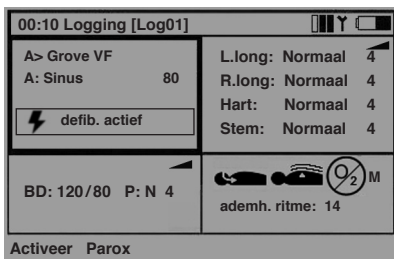 00:10 Logging [Log01]
A> Grove VF
A: Sinus 80
defib. actief
L.long: Normaal 4
R.long: Normaal 4
Hart: Normaal 4
Stem: Normaal 4
BD: 120/80 P: N 4
O2 M
ademh. ritme: 14
Activeer Parox